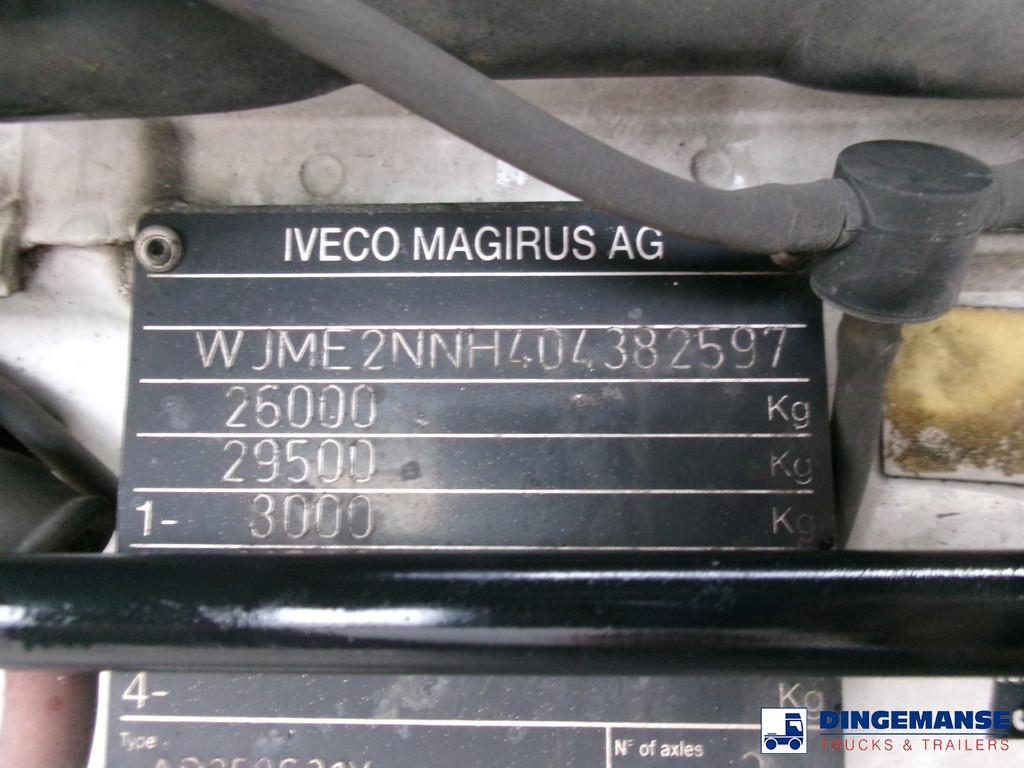 IVECO MAGIRUS AG
WJME2NNH404382597
26000 Kg
29500 Kg
1- 3000 Kg
4- Kg
Type
N° of axles
DINGEMANSE
TRUCKS & TRAILERS